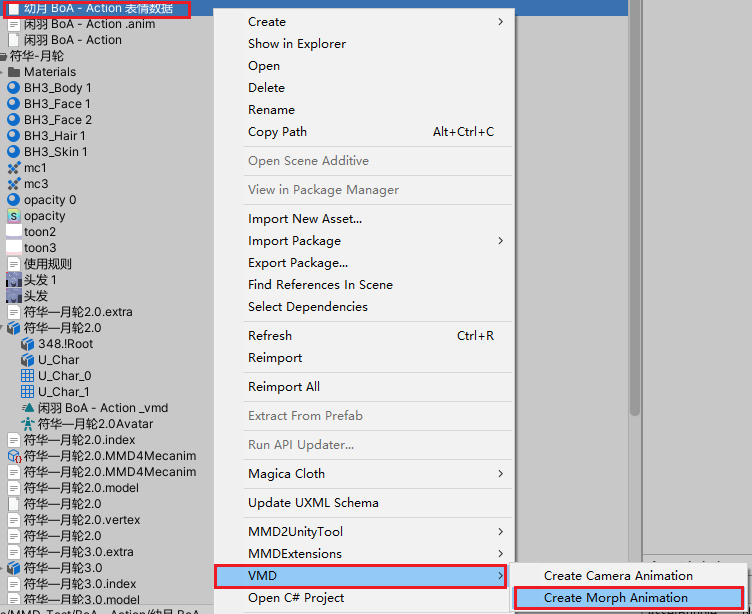 幼月 BoA - Action 表情数据
闲羽 BoA - Action .anim
闲羽 BoA - Action
符华-月轮
Materials
BH3_Body 1
BH3_Face 1
BH3_Face 2
BH3_Hair 1
BH3_Skin 1
mc1
mc3
opacity 0
opacity
toon2
toon3
使用规则
头发 1
头发
符华—月轮2.0.extra
符华—月轮2.0
348.!Root
U_Char
U_Char_0
U_Char_1
闲羽 BoA - Action _vmd
符华—月轮2.0Avatar
符华—月轮2.0.index
符华—月轮2.0.MMD4Mecanim
符华—月轮2.0.MMD4Mecanim
符华—月轮2.0.model
符华—月轮2.0
符华—月轮2.0.vertex
符华—月轮2.0
符华—月轮3.0.extra
符华—月轮3.0
符华—月轮3.0.index
符华—月轮3.0.model
Create
Show in Explorer
Open
Delete
Rename
Copy Path Alt+Ctrl+C
Open Scene Additive
View in Package Manager
Import New Asset...
Import Package
Export Package...
Find References In Scene
Select Dependencies
Refresh Ctrl+R
Reimport
Reimport All
Extract From Prefab
Run API Updater...
Magica Cloth
Update UXML Schema
MMD2UnityTool
MMDExtensions
VMD
Open C# Project
Create Camera Animation
Create Morph Animation